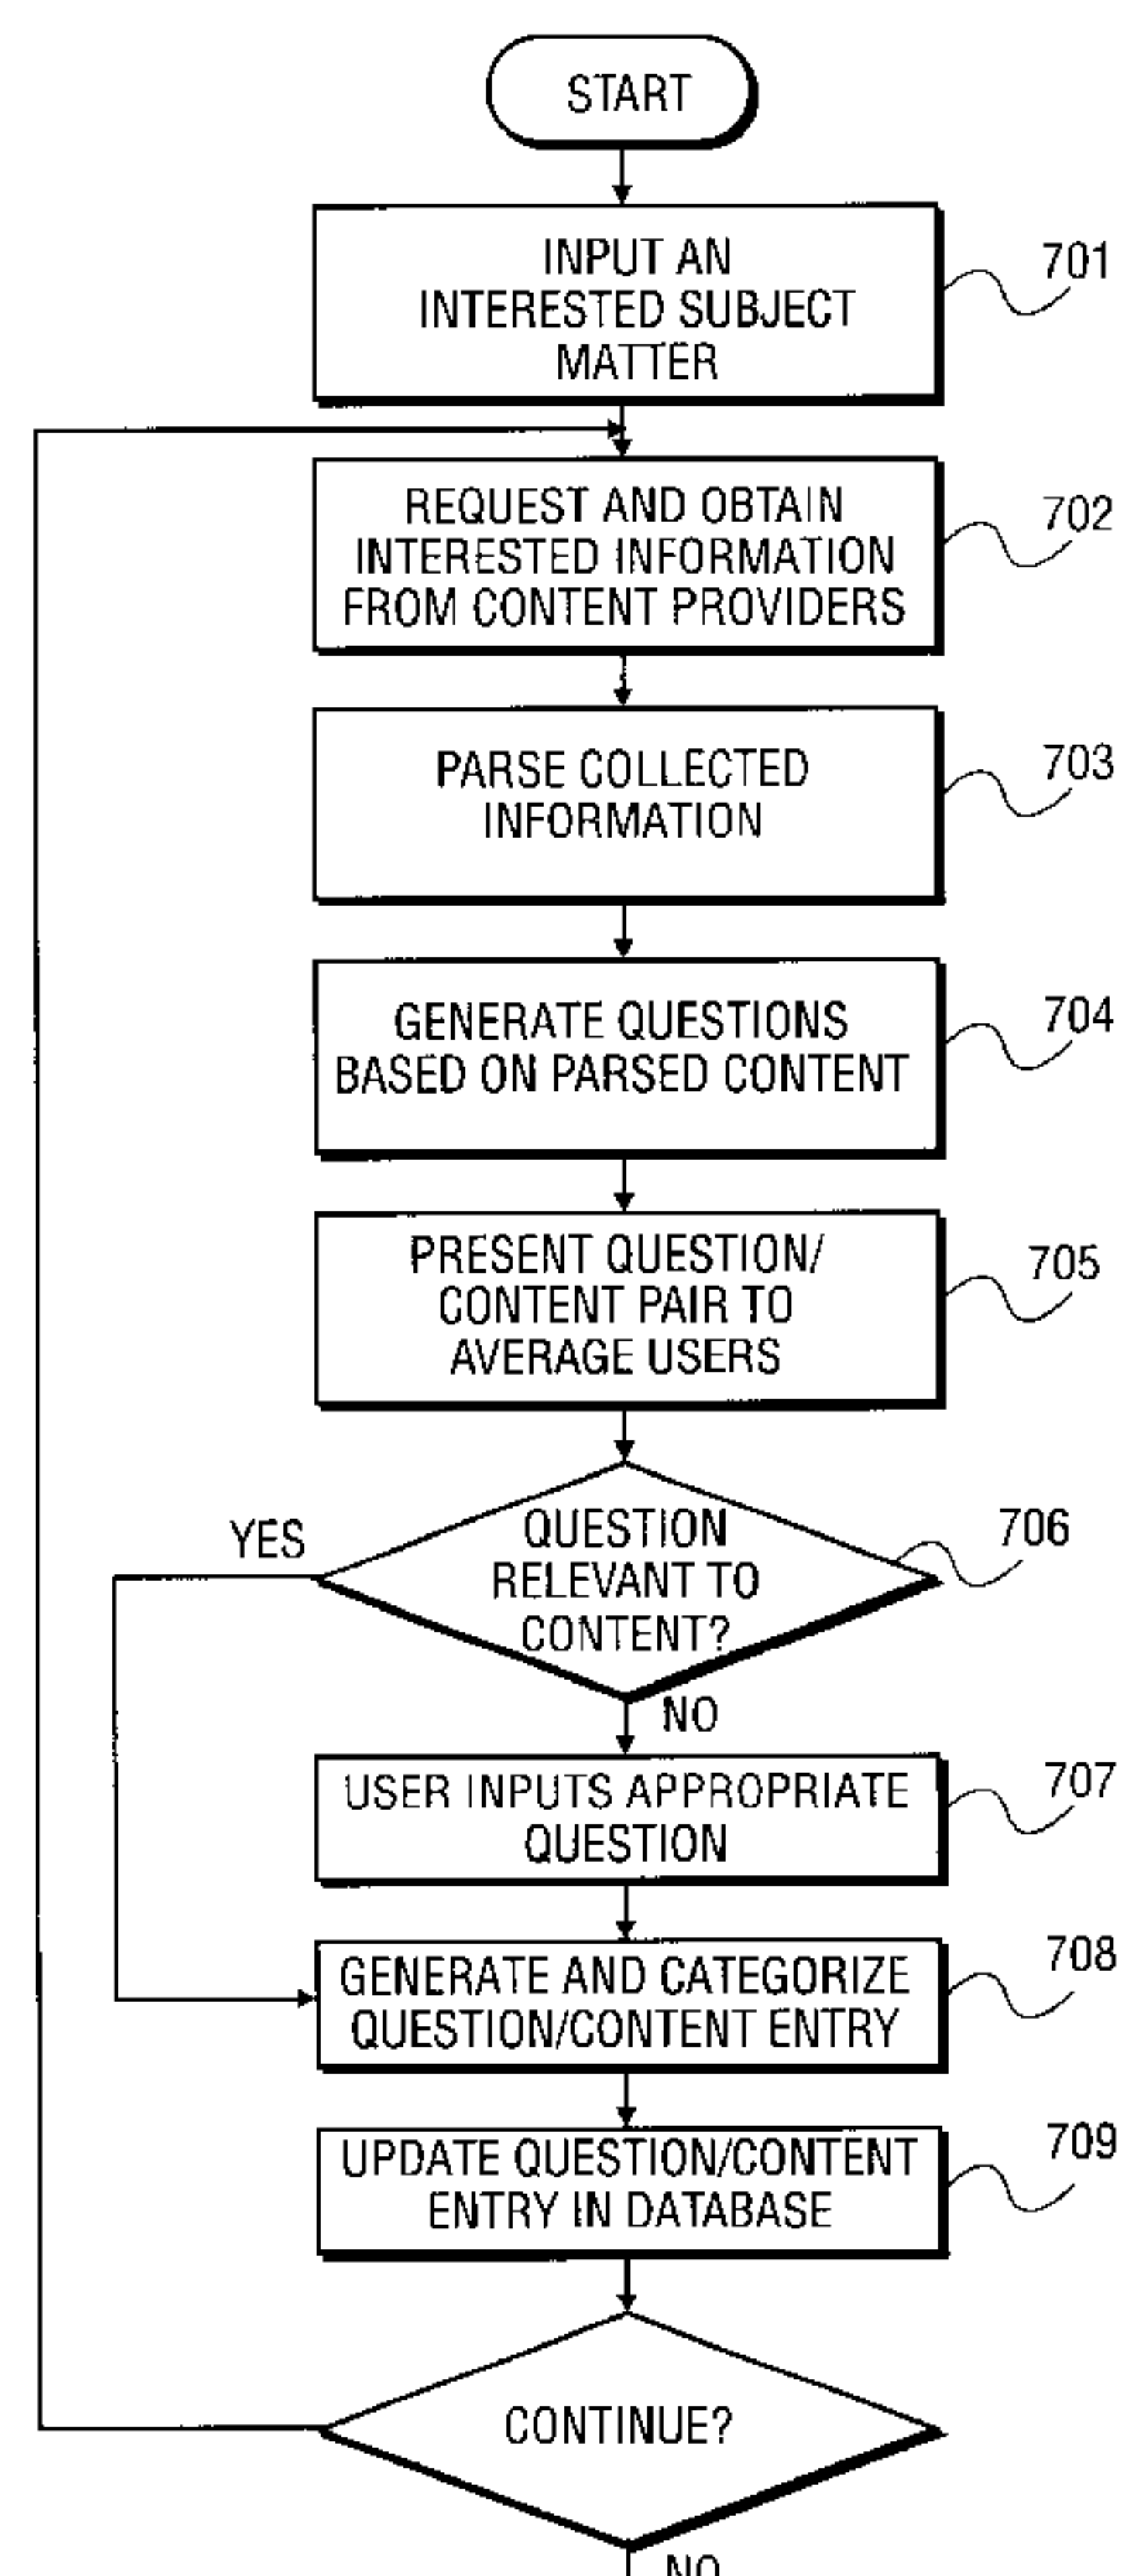 START
INPUT AN
INTERESTED SUBJECT
MATTER
701
REQUEST AND OBTAIN
INTERESTED INFORMATION
FROM CONTENT PROVIDERS
702
PARSE COLLECTED
INFORMATION
703
GENERATE QUESTIONS
BASED ON PARSED CONTENT
704
PRESENT QUESTION/
CONTENT PAIR TO
AVERAGE USERS
705
YES
QUESTION
RELEVANT TO
CONTENT?
706
NO
USER INPUTS APPROPRIATE
QUESTION
707
GENERATE AND CATEGORIZE
QUESTION/CONTENT ENTRY
708
UPDATE QUESTION/CONTENT
ENTRY IN DATABASE
709
CONTINUE?
NO